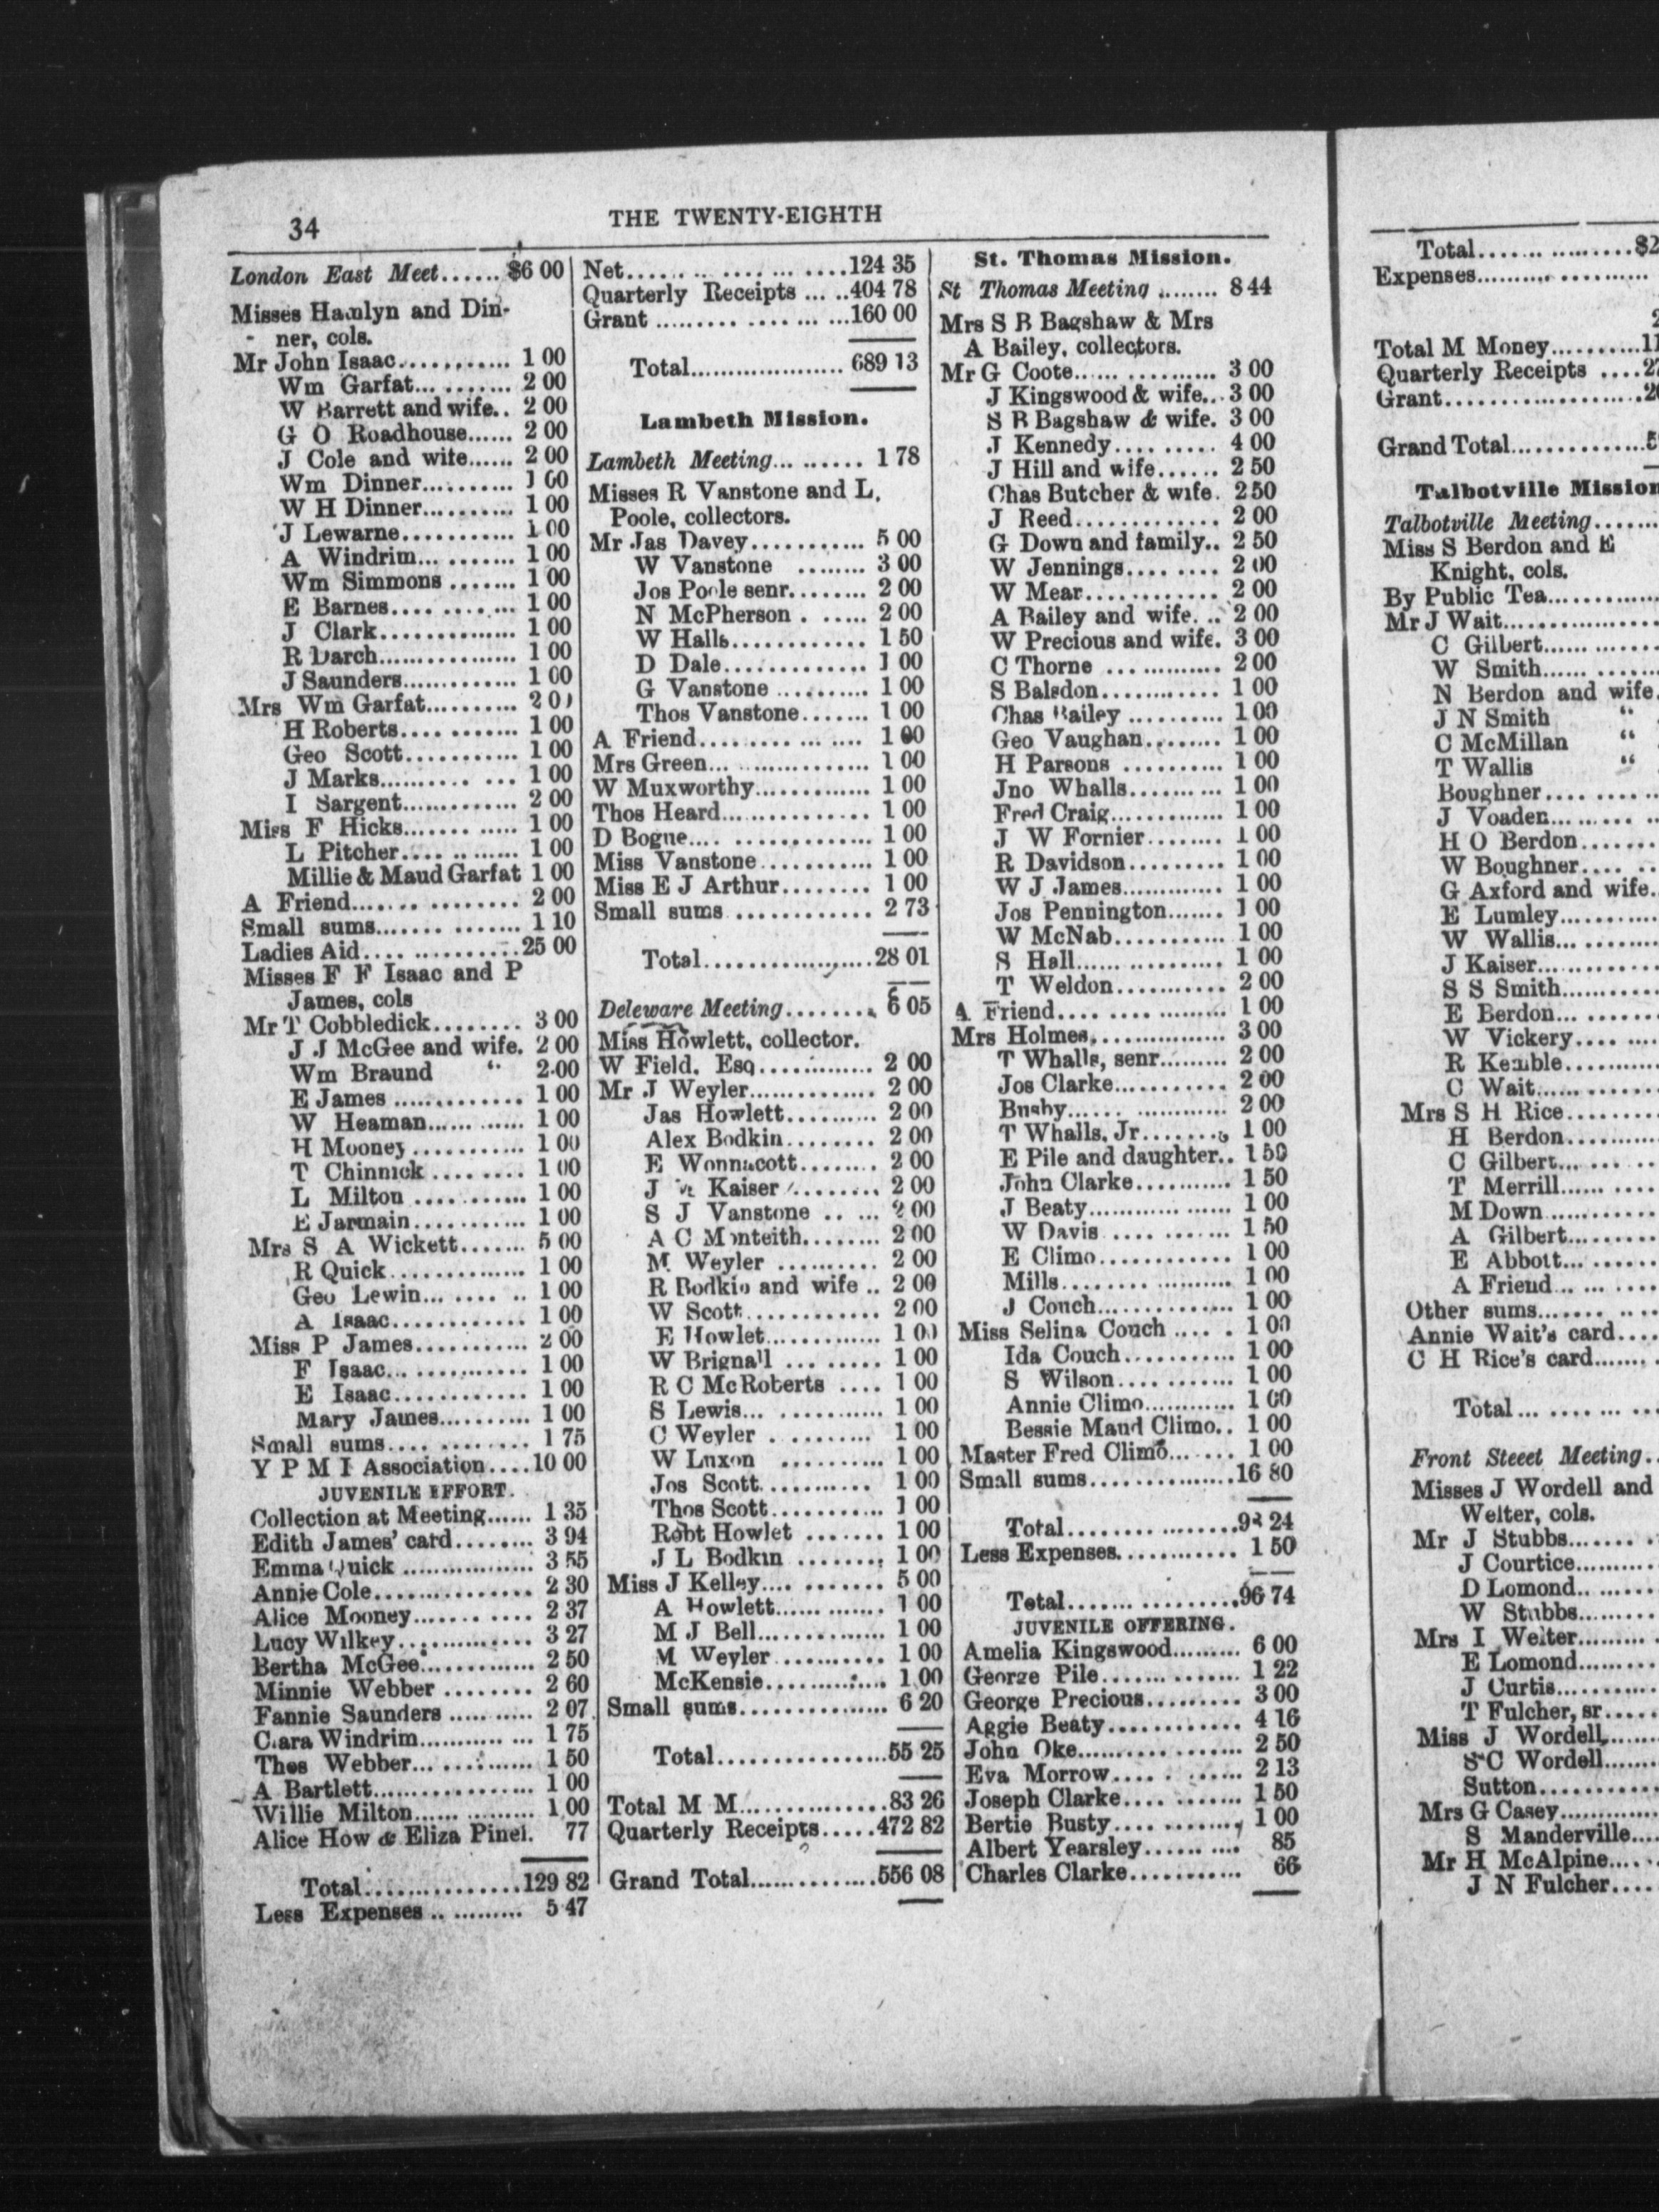 34
THE TWENTY-EIGHTH
London East Meet......$6 00
Misses Hamlyn and Din-
ner, cols.
Mr John Isaac............ 1 00
Wm Garfat........... 2 00
W Barrett and wife.. 2 00
G O Roadhouse...... 2 00
J Cole and wite...... 2 00
Wm Dinner.......... 1 00
W H Dinner.......... 1 00
J Lewarne........... 1 00
A Windrim.......... 1 00
Wm Simmons ....... 1 00
E Barnes............ 1 00
J Clark.............. 1 00
R Darch.............. 1 00
J Saunders............. 1 00
Mrs Wm Garfat.......... 2 00
H Roberts............ 1 00
Geo Scott........... 1 00
J Marks............. 1 00
I Sargent............. 2 00
Miss F Hicks............ 1 00
L Pitcher............ 1 00
Millie & Maud Garfat 1 00
A Friend............... 2 00
Small sums.............. 1 10
Ladies Aid..............25 00
Misses F F Isaac and P
James, cols
Mr T Cobbledick........ 3 00
J J McGee and wife. 2 00
Wm Braund " 2.00
E James ............. 1 00
W Heaman........... 1 00
H Mooney........... 1 00
T Chinnick ......... 1 00
L Milton ........... 1 00
E Jarmain........... 1 00
Mrs S A Wickett....... 5 00
R Quick.............. 1 00
Geo Lewin......... 1 00
A Isaac............ 1 00
Miss P James........... 2 00
F Isaac............. 1 00
E Isaac............. 1 00
Mary James.......... 1 00
Small sums............. 1 75
Y P M I Association....10 00
JUVENILE EFFORT.
Collection at Meeting...... 1 35
Edith James' card......... 3 94
Emma Quick ................. 3 55
Annie Cole................ 2 30
Alice Mooney............ 2 37
Lucy Wilkey.............. 3 27
Bertha McGee............ 2 50
Minnie Webber ........ 2 60
Fannie Saunders .......... 2 07
Clara Windrim............. 1 75
Thos Webber............. 1 50
A Bartlett................ 1 00
Willie Milton.............. 1 00
Alice How & Eliza Pinel. 77
Total................129 82
Less Expenses ........... 5 47
Net....................124 35
Quarterly Receipts .....404 78
Grant ...................160 00
Total.................... 689 13
Lambeth Mission.
Lambeth Meeting......... 1 78
Misses R Vanstone and L.
Poole, collectors.
Mr Jas Davey............ 5 00
W Vanstone ........ 3 00
Jos Poole senr........ 2 00
N McPherson ...... 2 00
W Halls............. 1 50
D Dale.............. 1 00
G Vanstone .......... 1 00
Thos Vanstone....... 1 00
A Friend................ 1 00
Mrs Green................ 1 00
W Muxworthy............. 1 00
Thos Heard............... 1 00
D Bogue................. 1 00
Miss Vanstone............ 1 00
Miss E J Arthur........ 1 00
Small sums ............. 2 73
Total..................28 01
Deleware Meeting........ 6 05
Miss Howlett, collector.
W Field, Esq............. 2 00
Mr J Weyler.............. 2 00
Jas Howlett.......... 2 00
Alex Bodkin........ 2 00
E Wonnacott........ 2 00
J Kaiser ......... 2 00
S J Vanstone ..... 2 00
A C Monteith........ 2 00
M Weyler .......... 2 00
R Bodkin and wife .. 2 00
W Scott............. 2 00
E Howlet............ 1 00
W Brignall ......... 1 00
R C McRoberts .... 1 00
S Lewis.............. 1 00
C Weyler .......... 1 00
W Luxon .......... 1 00
Jos Scott............ 1 00
Thos Scott........... 1 00
Robt Howlet ....... 1 00
J L Bodkin ........ 1 00
Miss J Kelley........... 5 00
A Howlett............. 1 00
M J Bell.............. 1 00
M Weyler........... 1 00
McKensie............ 1 00
Small sums............... 6 20
Total.................55 25
Total M M...............83 26
Quarterly Receipts.....472 82
Grand Total.............556 08
St. Thomas Mission.
St Thomas Meeting ........ 8 44
Mrs S B Bagshaw & Mrs
A Bailey, collectors.
Mr G Coote............... 3 00
J Kingswood & wife... 3 00
S B Bagshaw & wife. 3 00
J Kennedy.......... 4 00
J Hill and wife...... 2 50
Chas Butcher & wife. 2 50
J Reed.............. 2 00
G Down and family.. 2 50
W Jennings......... 2 00
W Mear............. 2 00
A Bailey and wife... 2 00
W Precious and wife. 3 00
C Thorne ............ 2 00
S Balsdon........... 1 00
Chas Bailey .......... 1 00
Geo Vaughan........ 1 00
H Parsons .......... 1 00
Jno Whalls.......... 1 00
Fred Craig............ 1 00
J W Fornier........ 1 00
R Davidson.......... 1 00
W J James............ 1 00
Jos Pennington....... 1 00
W McNab........... 1 00
S Hall................ 1 00
T Weldon........... 2 00
A Friend................. 1 00
Mrs Holmes............... 3 00
T Whalls, senr......... 2 00
Jos Clarke........... 2 00
Busby................. 2 00
T Whalls, Jr........ 1 00
E Pile and daughter.. 1 50
John Clarke.......... 1 50
J Beaty............... 1 00
W Davis............. 1 50
E Climo............. 1 00
Mills................. 1 00
J Couch.............. 1 00
Miss Selina Couch ..... 1 00
Ida Couch........... 1 00
S Wilson............ 1 00
Annie Climo............ 1 00
Bessie Maud Climo.. 1 00
Master Fred Climo....... 1 00
Small sums...............16 80
Total.................. 24
Less Expenses............ 1 50
Total..................96 74
JUVENILE OFFERING.
Amelia Kingswood......... 6 00
George Pile............... 1 22
George Precious.......... 3 00
Aggie Beaty............. 4 16
John Oke................. 2 50
Eva Morrow............ 2 13
Joseph Clarke........... 1 50
Bertie Busty............. 1 00
Albert Yearsley.......... 85
Charles Clarke........... 66
Total..................$2
Expenses...................
2
Total M Money..........11
Quarterly Receipts ....27
Grant.....................20
Grand Total..............5
Talbotville Mission
Talbotville Meeting.......
Miss S Berdon and E
Knight, cols.
By Public Tea.............
Mr J Wait.................
C Gilbert.............
W Smith.............
N Berdon and wife.
J N Smith "
C McMillan "
T Wallis "
Boughner............
J Voaden............
H O Berdon.......
W Boughner.......
G Axford and wife.
E Lumley...........
W Wallis............
J Kaiser.............
S S Smith...........
E Berdon...........
W Vickery.........
R Kemble..........
C Wait..............
Mrs S H Rice.........
H Berdon...........
C Gilbert...........
T Merrill...........
M Down............
A Gilbert...........
E Abbott...........
A Friend............
Other sums............
Annie Wait's card....
C H Rice's card........
Total...............
Front Steeet Meeting..
Misses J Wordell and
Welter, cols.
Mr J Stubbs.........
J Courtice...........
D Lomond..........
W Stubbs...........
Mrs I Welter..........
E Lomond..........
J Curtis.............
T Fulcher, sr.....
Miss J Wordell.......
S C Wordell.......
Sutton...............
Mrs G Casey............
S Manderville....
Mr H McAlpine......
J N Fulcher....